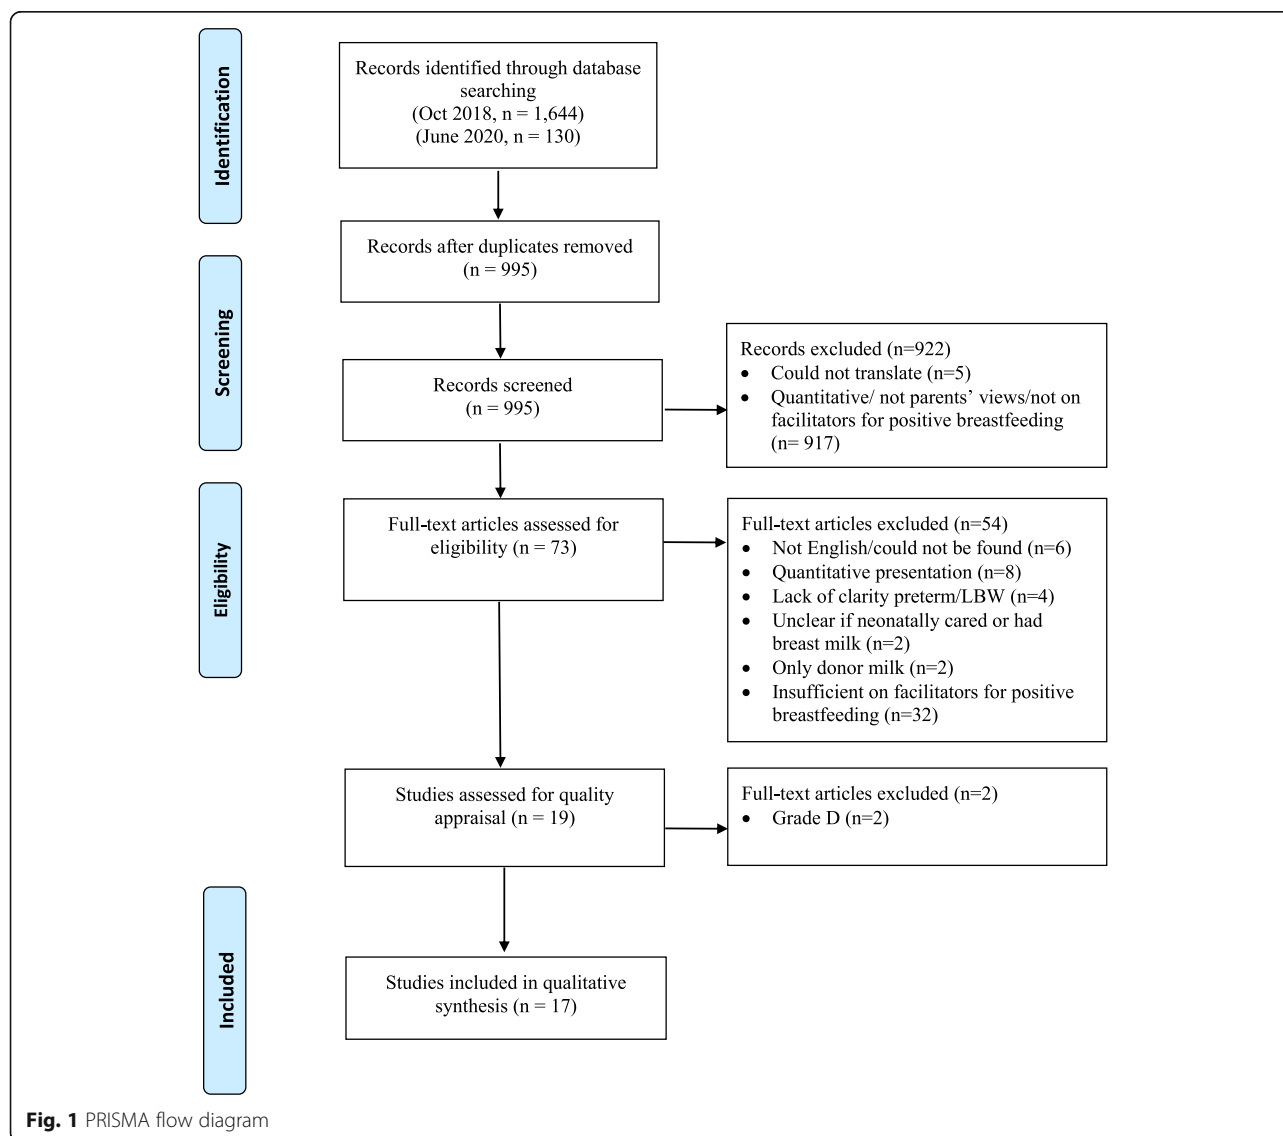 Identification
Records identified through database
searching
(Oct 2018, n = 1,644)
(June 2020, n = 130)
Records after duplicates removed
(n = 995)
Screening
Records screened
(n = 995)
Records excluded (n=922)
• Could not translate (n=5)
• Quantitative/ not parents’ views/not on
facilitators for positive breastfeeding
(n= 917)
Eligibility
Full-text articles assessed for
eligibility (n = 73)
Full-text articles excluded (n=54)
• Not English/could not be found (n=6)
• Quantitative presentation (n=8)
• Lack of clarity preterm/LBW (n=4)
• Unclear if neonatally cared or had
breast milk (n=2)
• Only donor milk (n=2)
• Insufficient on facilitators for positive
breastfeeding (n=32)
Studies assessed for quality
appraisal (n = 19)
Full-text articles excluded (n=2)
• Grade D (n=2)
Included
Studies included in qualitative
synthesis (n = 17)
Fig. 1 PRISMA flow diagram